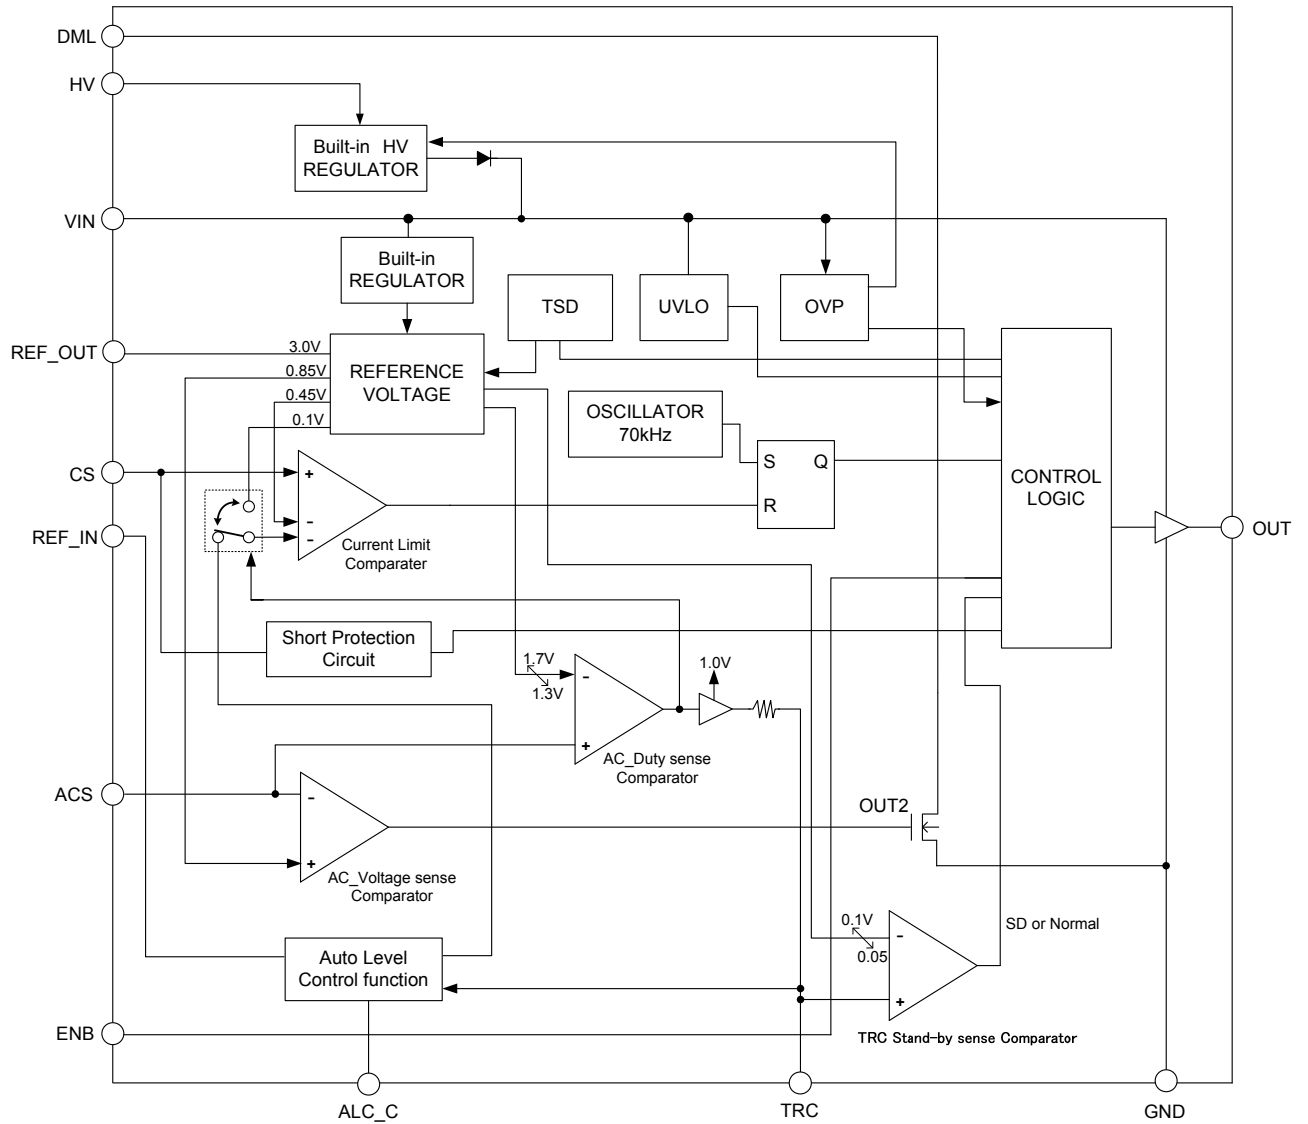 DML
HV
Built-in HV
REGULATOR
VIN
Built-in
REGULATOR
TSD
UVLO
OVP
REF_OUT
3.0V
0.85V
0.45V
0.1V
REFERENCE
VOLTAGE
OSCILLATOR
70kHz
S Q
R
CONTROL
LOGIC
CS
+
-
-
REF_IN
Current Limit
Comparater
OUT
Short Protection
Circuit
1.7V
1.3V
-
+
1.0V
AC_Duty sense
Comparator
ACS
-
+
AC_Voltage sense
Comparator
OUT2
0.1V
0.05
-
+
SD or Normal
TRC Stand-by sense Comparator
Auto Level
Control function
ENB
ALC_C
TRC
GND